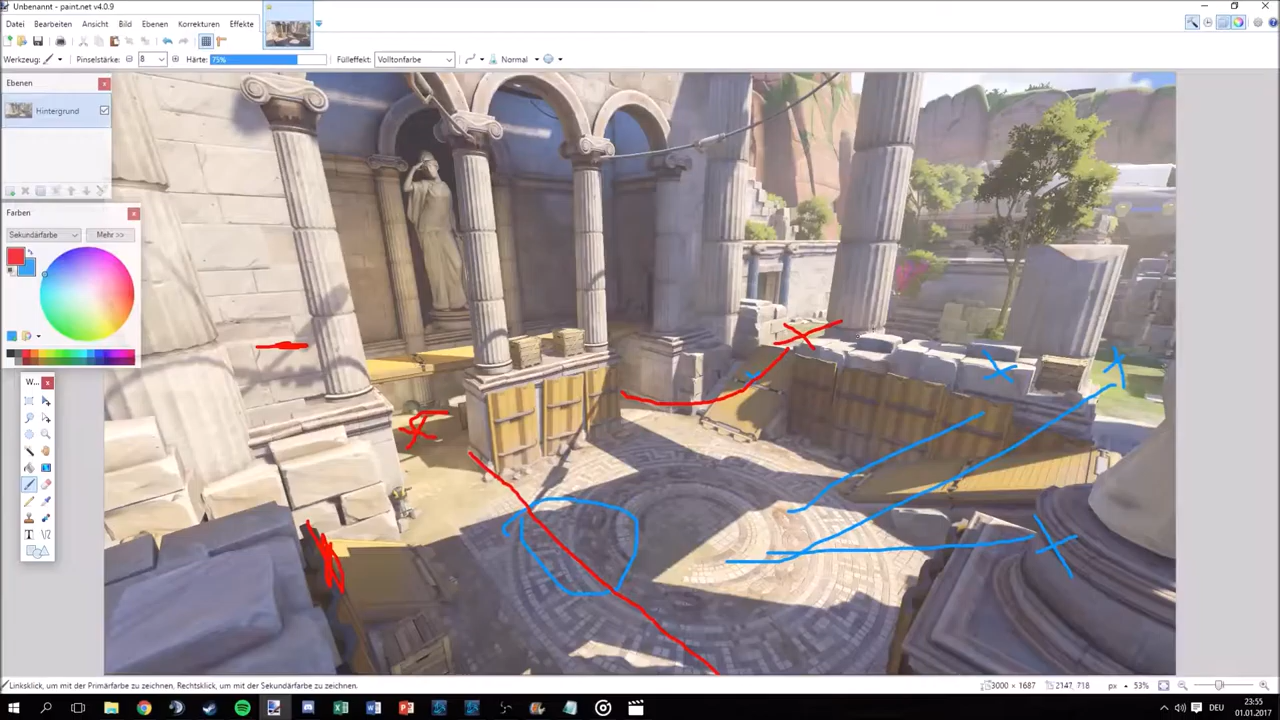 Unbenannt - paint.net v4.0.9
Datei Bearbeiten Ansicht Bild Ebenen Korrekturen Effekte
Werkzeug: Pinselstärke: 8 Härte: 75% Fülleffekt: Volltonfarbe Normal
Ebenen
Hintergrund
Farben
Sekundärfarbe Mehr >>
W...
Linksklick, um mit der Primärfarbe zu zeichnen, Rechtsklick, um mit der Sekundärfarbe zu zeichnen.
3000 × 1687 2147, 718 px 53%
DEU
23:55
01.01.2017